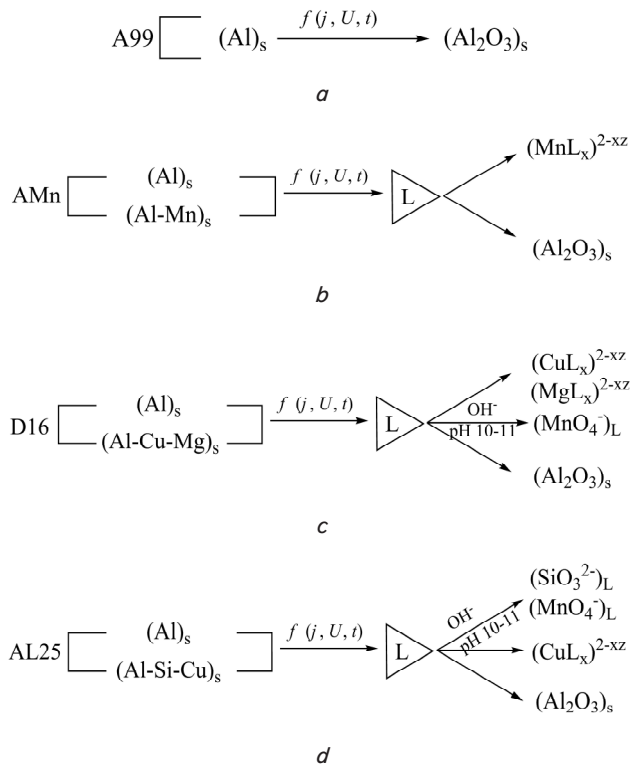 A99 (Al)ₛ f (j, U, t) (Al₂O₃)ₛ
a
AMn (Al)ₛ (Al-Mn)ₛ f (j, U, t) L (MnLₓ)²⁻ˣᶻ (Al₂O₃)ₛ
b
D16 (Al)ₛ (Al-Cu-Mg)ₛ f (j, U, t) L OH⁻ pH 10-11 (CuLₓ)²⁻ˣᶻ (MgLₓ)²⁻ˣᶻ (MnO₄⁻)L (Al₂O₃)ₛ
c
AL25 (Al)ₛ (Al-Si-Cu)ₛ f (j, U, t) L OH⁻ pH 10-11 (SiO₃²⁻)L (MnO₄⁻)L (CuLₓ)²⁻ˣᶻ (Al₂O₃)ₛ
d